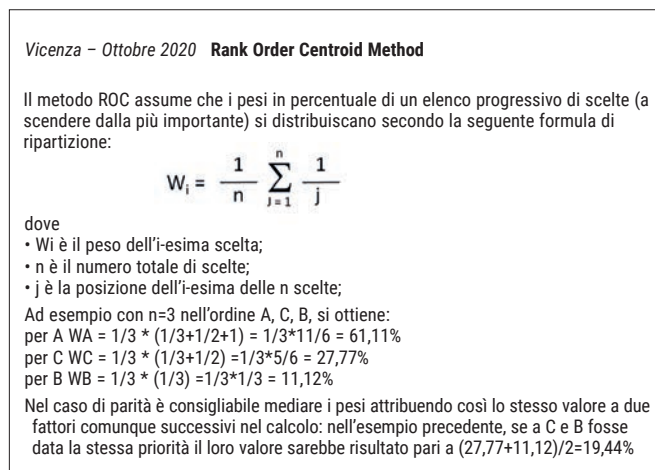 Vicenza – Ottobre 2020 Rank Order Centroid Method
Il metodo ROC assume che i pesi in percentuale di un elenco progressivo di scelte (a
scendere dalla più importante) si distribuiscano secondo la seguente formula di
ripartizione:
Wi = 1/n n∑J=1 1/j
dove
• Wi è il peso dell'i-esima scelta;
• n è il numero totale di scelte;
• j è la posizione dell'i-esima delle n scelte;
Ad esempio con n=3 nell'ordine A, C, B, si ottiene:
per A WA = 1/3 * (1/3+1/2+1) = 1/3*11/6 = 61,11%
per C WC = 1/3 * (1/3+1/2) =1/3*5/6 = 27,77%
per B WB = 1/3 * (1/3) =1/3*1/3 = 11,12%
Nel caso di parità è consigliabile mediare i pesi attribuendo così lo stesso valore a due
fattori comunque successivi nel calcolo: nell'esempio precedente, se a C e B fosse
data la stessa priorità il loro valore sarebbe risultato pari a (27,77+11,12)/2=19,44%